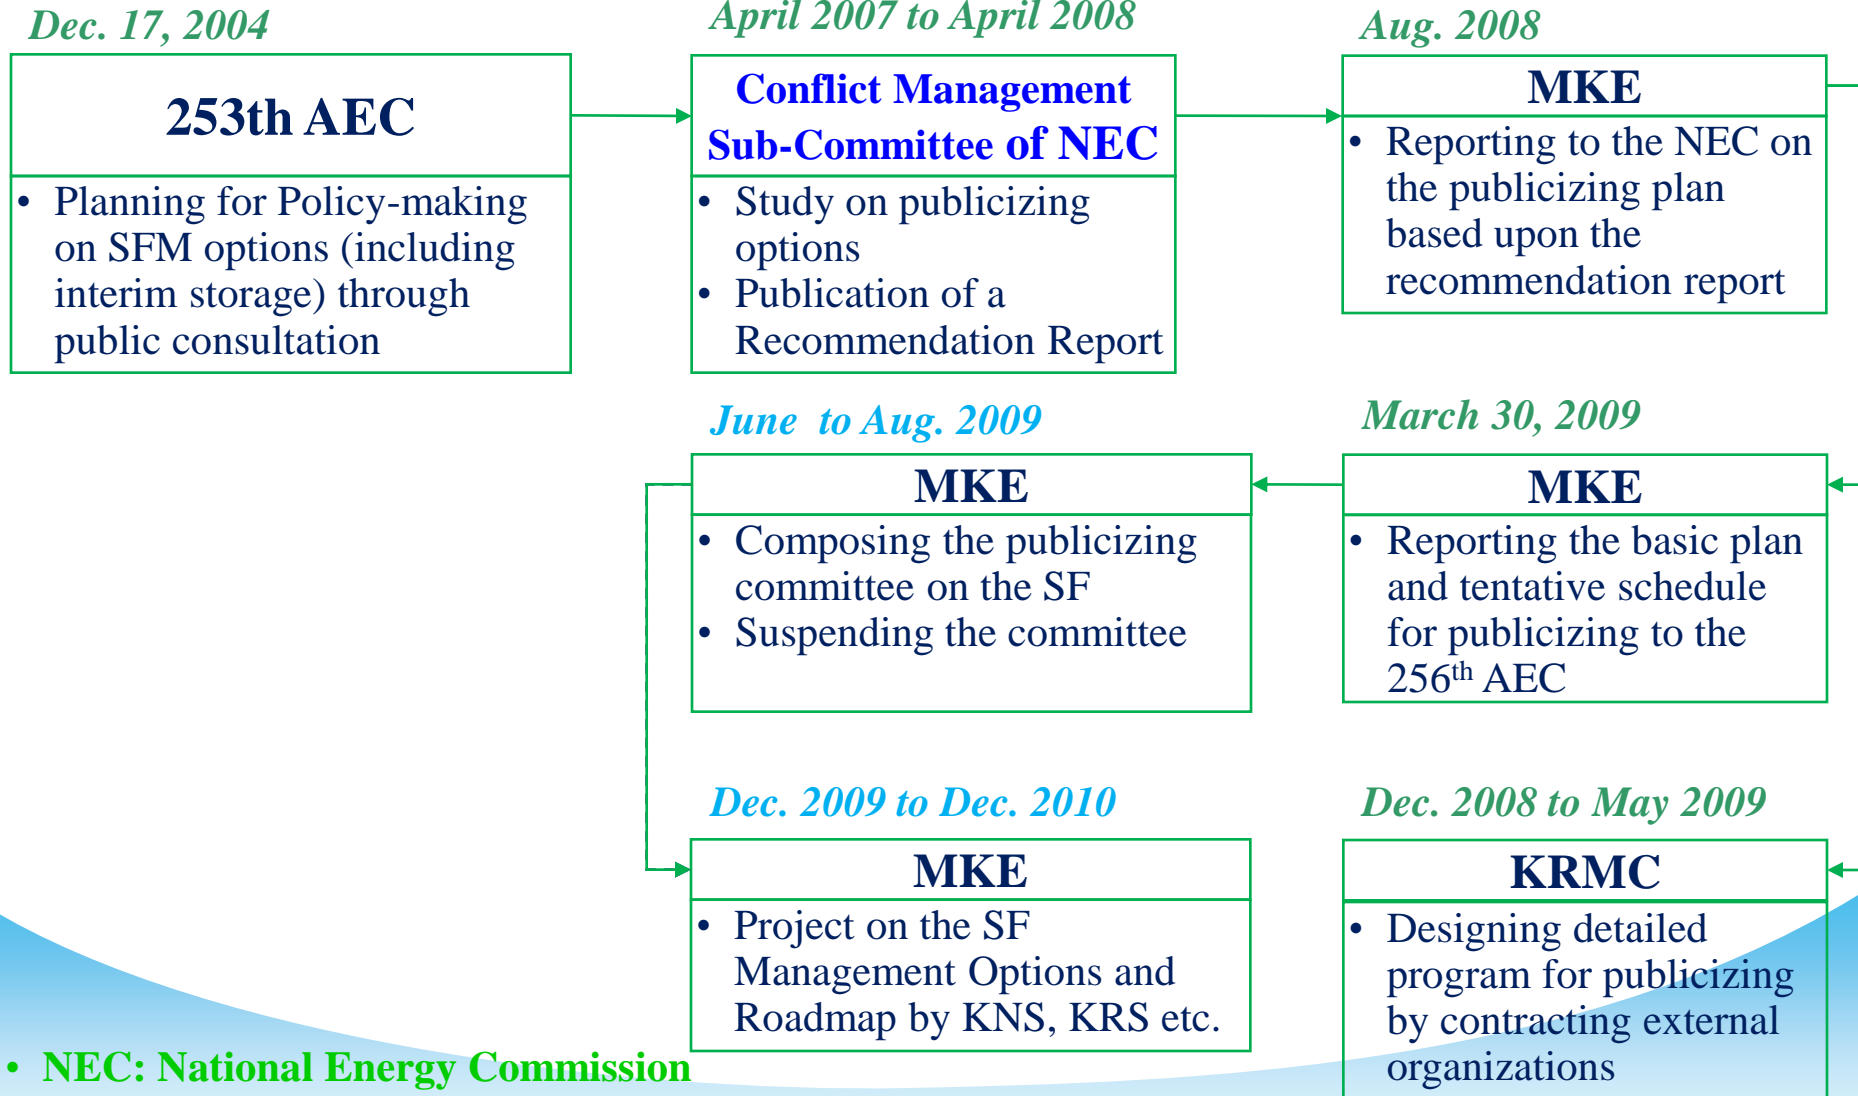 Dec. 17, 2004
253th AEC
• Planning for Policy-making
on SFM options (including
interim storage) through
public consultation
April 2007 to April 2008
Conflict Management
Sub-Committee of NEC
• Study on publicizing
options
• Publication of a
Recommendation Report
Aug. 2008
MKE
• Reporting to the NEC on
the publicizing plan
based upon the
recommendation report
June to Aug. 2009
MKE
• Composing the publicizing
committee on the SF
• Suspending the committee
March 30, 2009
MKE
• Reporting the basic plan
and tentative schedule
for publicizing to the
256th AEC
Dec. 2009 to Dec. 2010
MKE
• Project on the SF
Management Options and
Roadmap by KNS, KRS etc.
Dec. 2008 to May 2009
KRMC
• Designing detailed
program for publicizing
by contracting external
organizations
• NEC: National Energy Commission